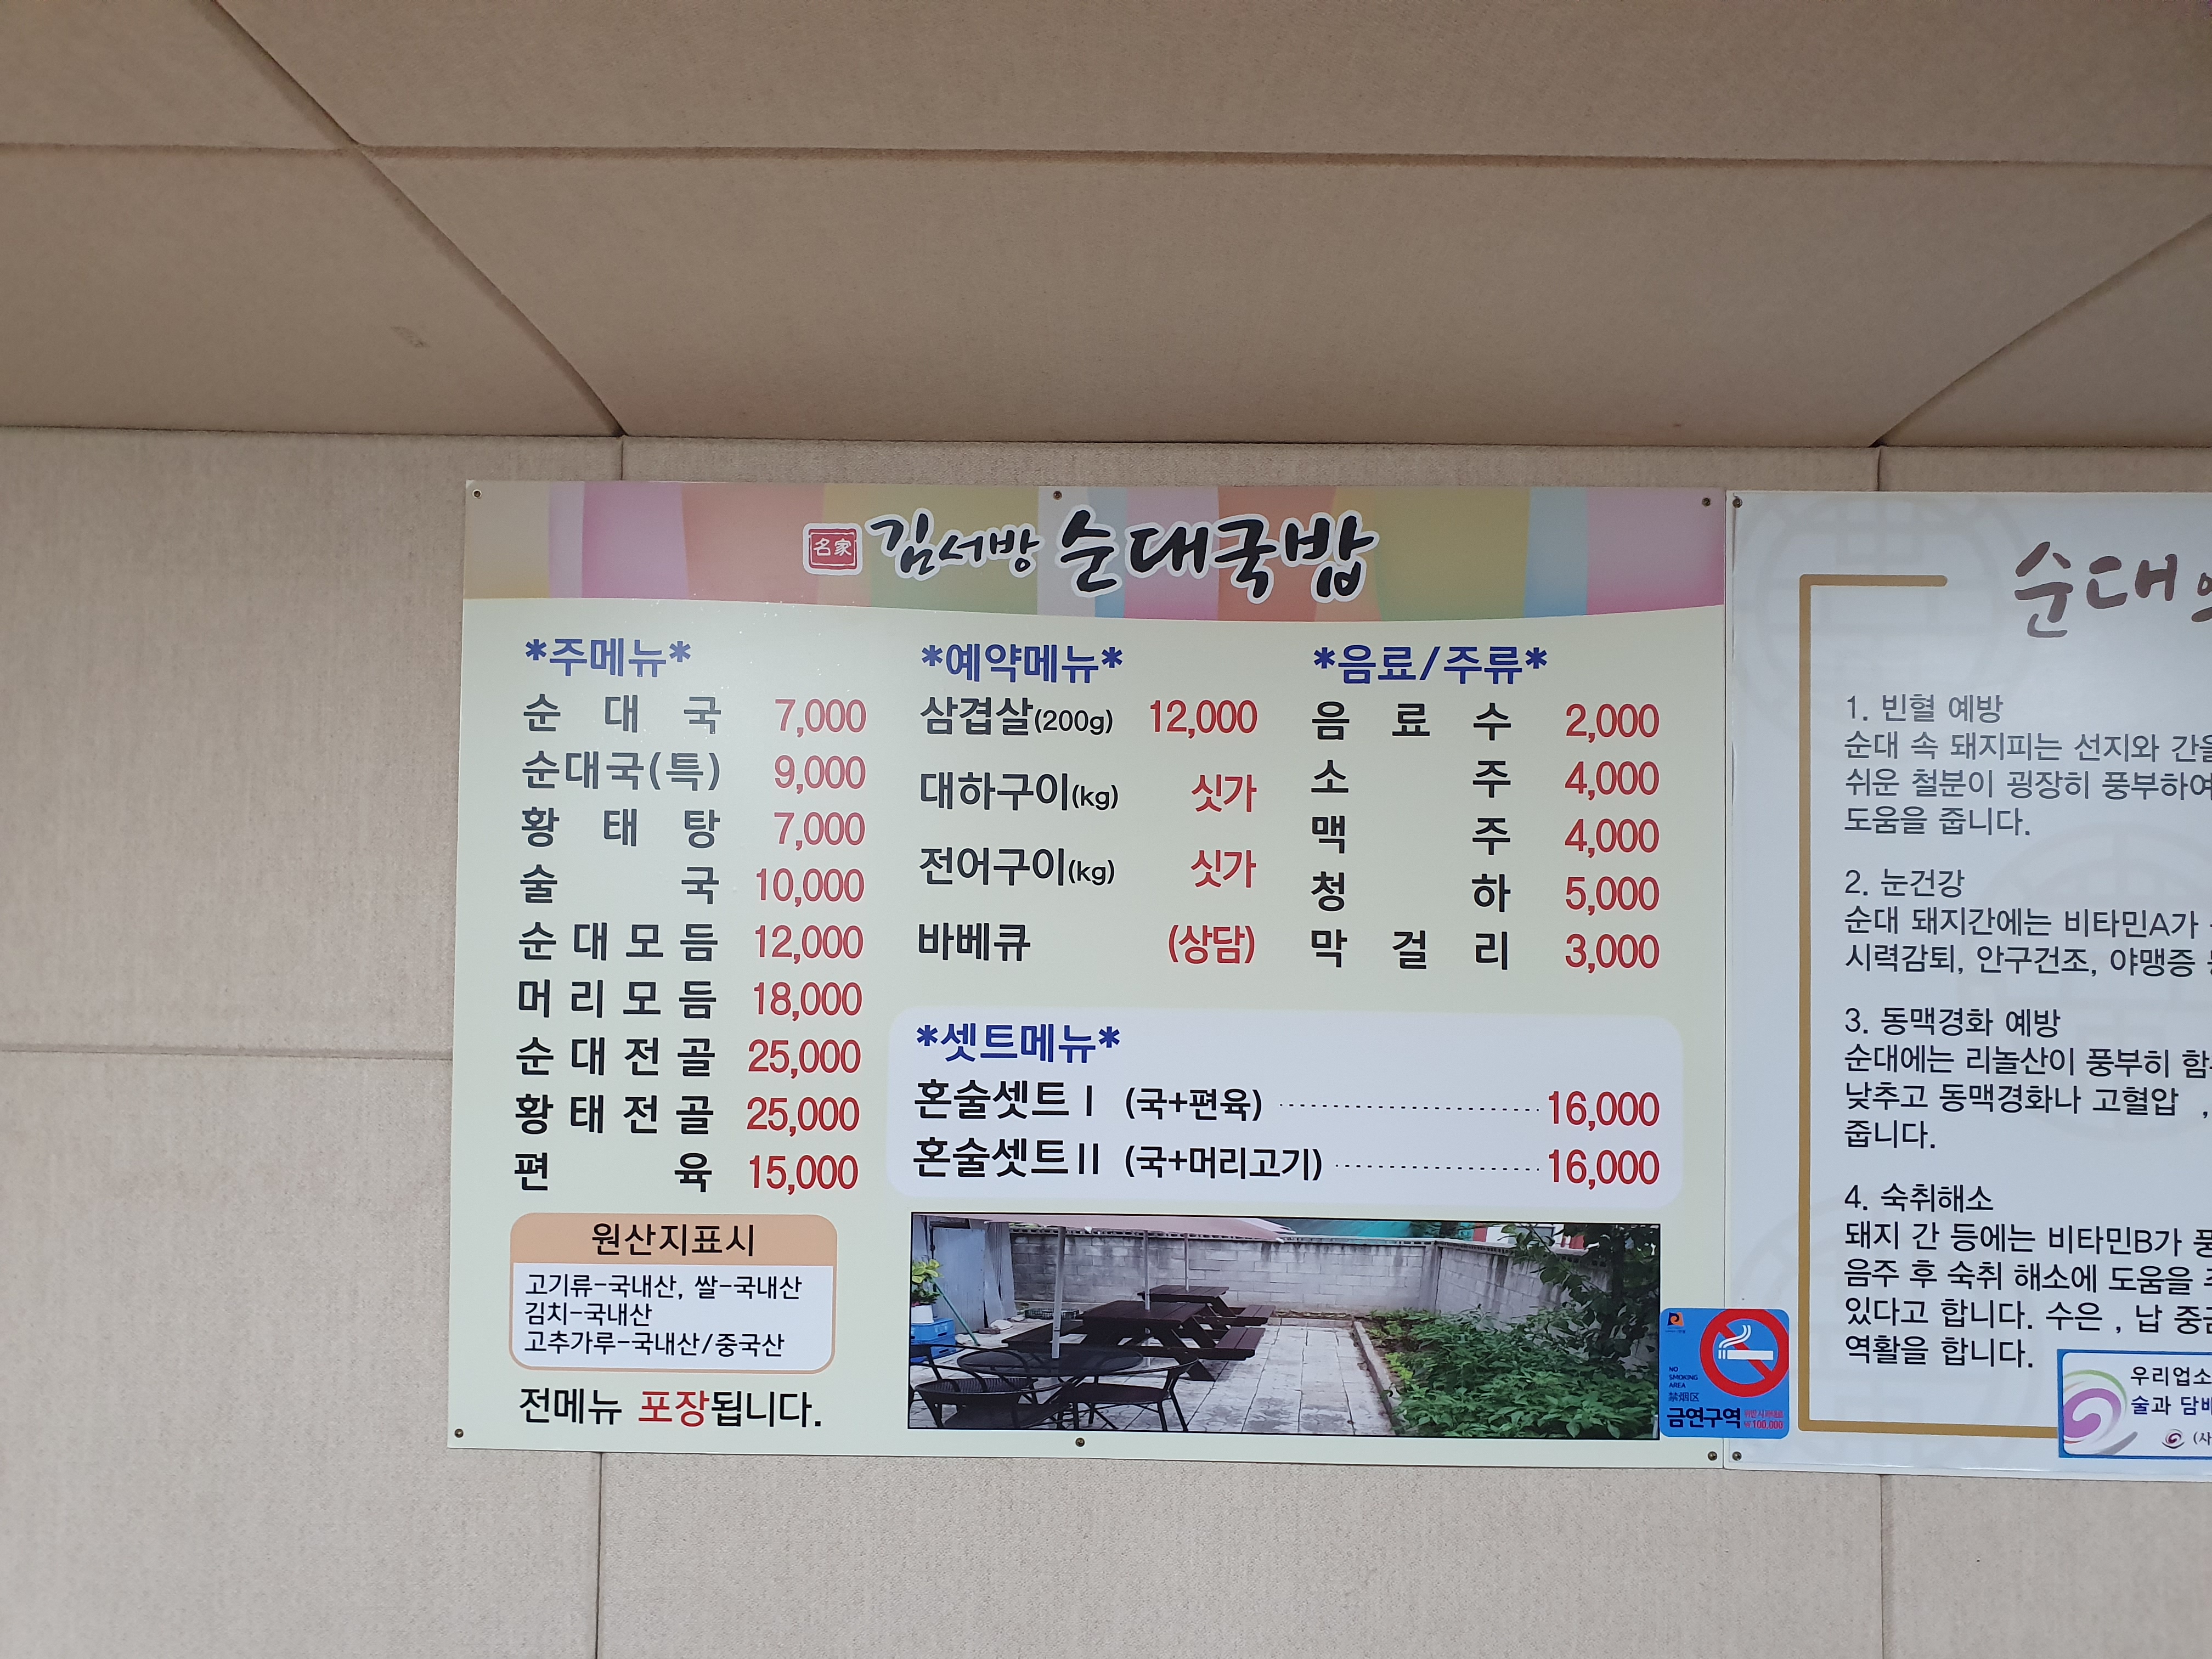 名家 김서방 순대국밥
*주메뉴*
순대국 7,000
순대국(특) 9,000
황태탕 7,000
술국 10,000
순대모듬 12,000
머리모듬 18,000
순대전골 25,000
황태전골 25,000
편육 15,000
원산지표시
고기류-국내산, 쌀-국내산
김치-국내산
고추가루-국내산/중국산
전메뉴 포장됩니다.
*예약메뉴*
삼겹살(200g) 12,000
대하구이(kg) 싯가
전어구이(kg) 싯가
바베큐 (상담)
*음료/주류*
음료수 2,000
소주 4,000
맥주 4,000
청하 5,000
막걸리 3,000
*셋트메뉴*
혼술셋트Ⅰ (국+편육) 16,000
혼술셋트Ⅱ (국+머리고기) 16,000
NO
SMOKING
AREA
禁烟区
금연구역
₩100,000
순대
1. 빈혈 예방
순대 속 돼지피는 선지와 간을
쉬운 철분이 굉장히 풍부하여
도움을 줍니다.
2. 눈건강
순대 돼지간에는 비타민A가
시력감퇴, 안구건조, 야맹증
3. 동맥경화 예방
순대에는 리놀산이 풍부히 함
낮추고 동맥경화나 고혈압 ,
줍니다.
4. 숙취해소
돼지 간 등에는 비타민B가 풍
음주 후 숙취 해소에 도움을
있다고 합니다. 수은 , 납 중금
역활을 합니다.
우리업소
술과 담배
(사